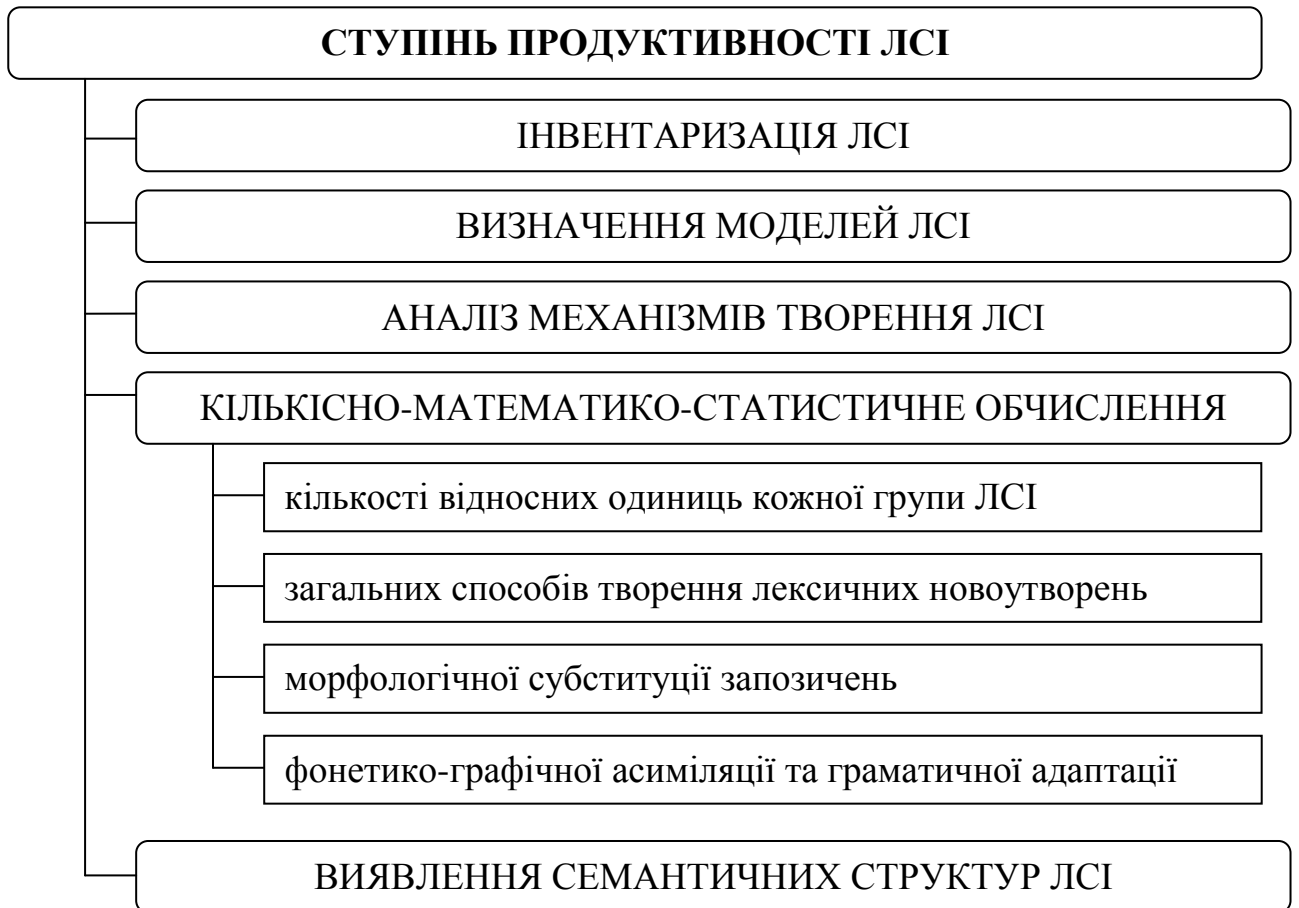 СТУПІНЬ ПРОДУКТИВНОСТІ ЛСІ
ІНВЕНТАРИЗАЦІЯ ЛСІ
ВИЗНАЧЕННЯ МОДЕЛЕЙ ЛСІ
АНАЛІЗ МЕХАНІЗМІВ ТВОРЕННЯ ЛСІ
КІЛЬКІСНО-МАТЕМАТИКО-СТАТИСТИЧНЕ ОБЧИСЛЕННЯ
кількості відносних одиниць кожної групи ЛСІ
загальних способів творення лексичних новоутворень
морфологічної субституції запозичень
фонетико-графічної асиміляції та граматичної адаптації
ВИЯВЛЕННЯ СЕМАНТИЧНИХ СТРУКТУР ЛСІ